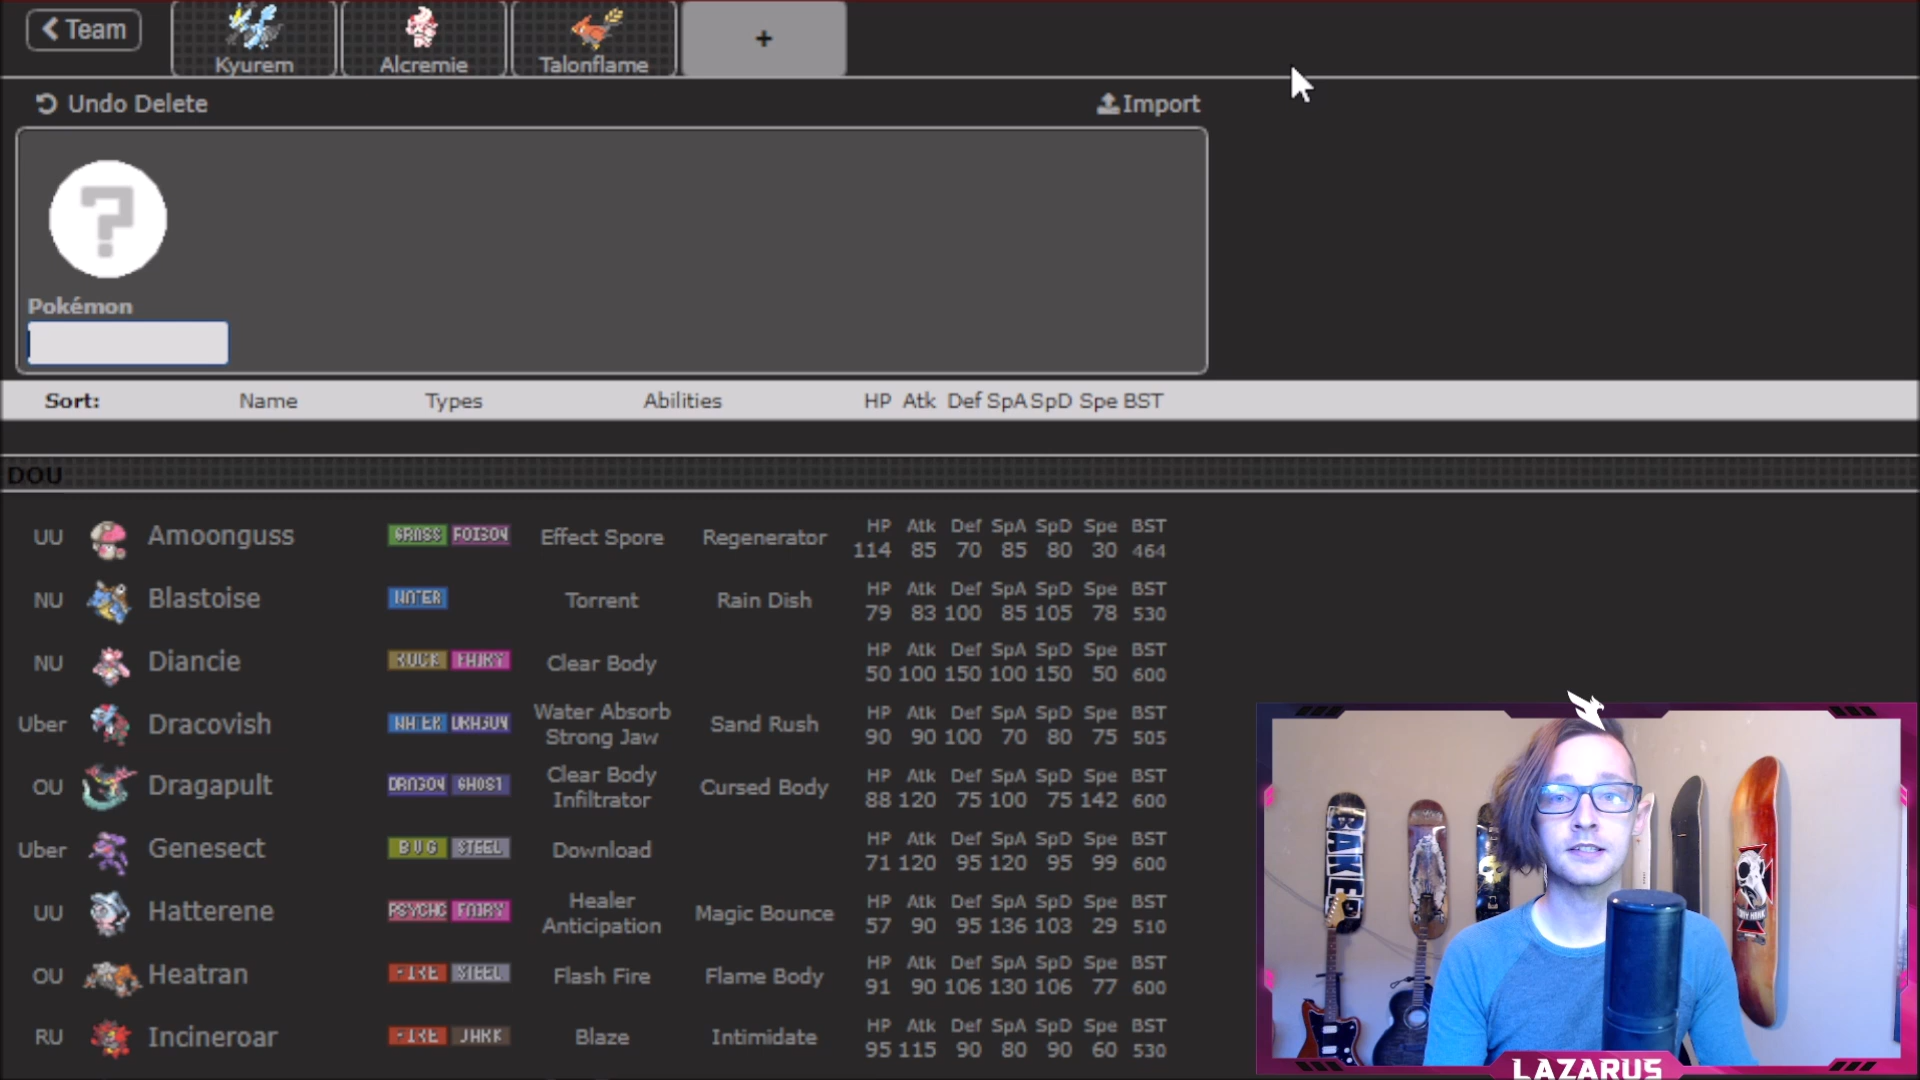 Team
Kyurem
Alcremie
Talonflame
+
Undo Delete
Import
?
Pokémon
Sort: Name Types Abilities HP Atk Def SpA SpD Spe BST
DOU
UU Amoonguss GRASS POISON Effect Spore Regenerator HP 114 Atk 85 Def 70 SpA 85 SpD 80 Spe 30 BST 464
NU Blastoise WATER Torrent Rain Dish HP 79 Atk 83 Def 100 SpA 85 SpD 105 Spe 78 BST 530
NU Diancie ROCK FAIRY Clear Body HP 50 Atk 100 Def 150 SpA 100 SpD 150 Spe 50 BST 600
Uber Dracovish WATER DRAGON Water Absorb Strong Jaw Sand Rush HP 90 Atk 90 Def 100 SpA 70 SpD 80 Spe 75 BST 505
OU Dragapult DRAGON GHOST Clear Body Infiltrator Cursed Body HP 88 Atk 120 Def 75 SpA 100 SpD 75 Spe 142 BST 600
Uber Genesect BUG STEEL Download HP 71 Atk 120 Def 95 SpA 120 SpD 95 Spe 99 BST 600
UU Hatterene PSYCHC FAIRY Healer Anticipation Magic Bounce HP 57 Atk 90 Def 95 SpA 136 SpD 103 Spe 29 BST 510
OU Heatran FIRE STEEL Flash Fire Flame Body HP 91 Atk 90 Def 106 SpA 130 SpD 106 Spe 77 BST 600
RU Incineroar FIRE DARK Blaze Intimidate HP 95 Atk 115 Def 90 SpA 80 SpD 90 Spe 60 BST 530
BAKER
LAZARUS